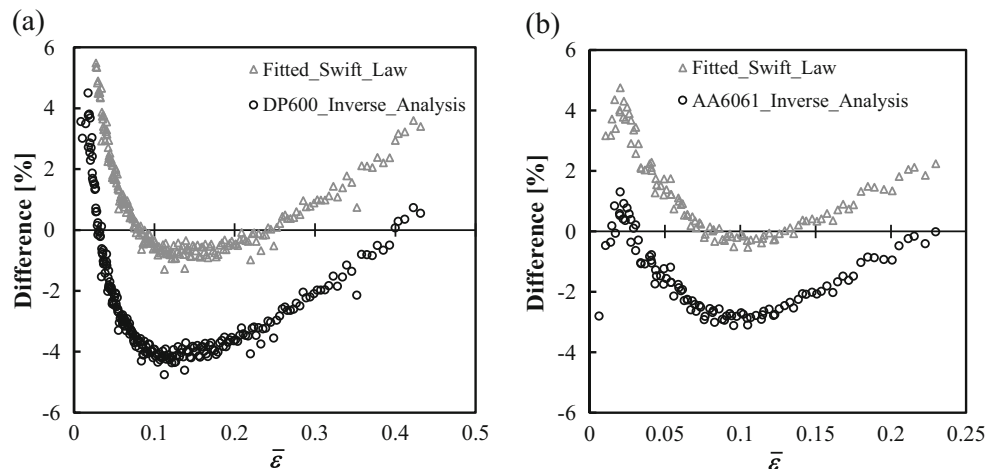 (a)
6
4
2
0
-2
-4
-6
Difference [%]
Fitted_Swift_Law
DP600_Inverse_Analysis
0 0.1 0.2 0.3 0.4 0.5
ε̅
(b)
6
4
2
0
-2
-4
-6
Difference [%]
Fitted_Swift_Law
AA6061_Inverse_Analysis
0 0.05 0.1 0.15 0.2 0.25
ε̅